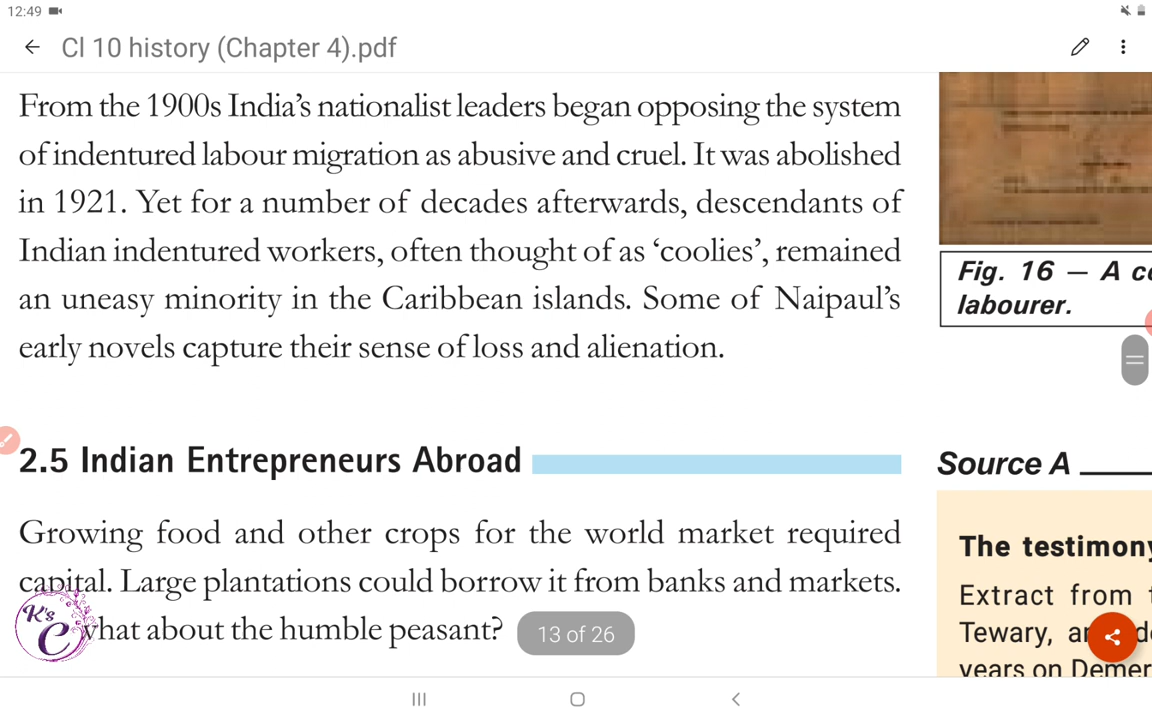 12:49
Cl 10 history (Chapter 4).pdf
From the 1900s India's nationalist leaders began opposing the system
of indentured labour migration as abusive and cruel. It was abolished
in 1921. Yet for a number of decades afterwards, descendants of
Indian indentured workers, often thought of as 'coolies', remained
an uneasy minority in the Caribbean islands. Some of Naipaul's
early novels capture their sense of loss and alienation.
Fig. 16 — A
labourer.
2.5 Indian Entrepreneurs Abroad
Growing food and other crops for the world market required
capital. Large plantations could borrow it from banks and markets.
what about the humble peasant?
K's
C
13 of 26
Source A
The testimony
Extract from
Tewary,
years on